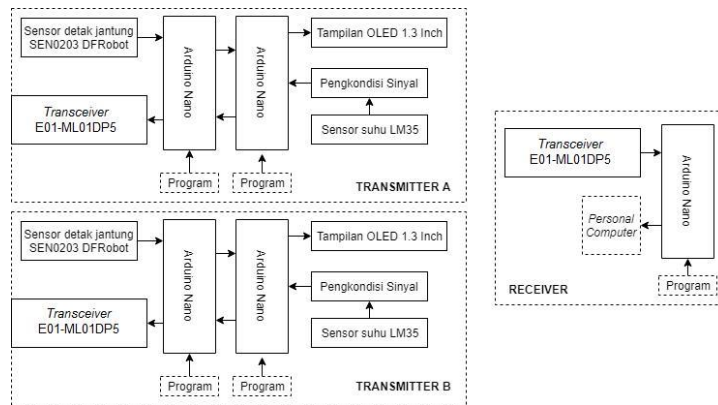 Sensor detak jantung
SEN0203 DFRobot
Arduino Nano
Arduino Nano
Tampilan OLED 1.3 Inch
Pengkondisi Sinyal
Transceiver
E01-ML01DP5
Sensor suhu LM35
Program
Program
TRANSMITTER A
Sensor detak jantung
SEN0203 DFRobot
Arduino Nano
Arduino Nano
Tampilan OLED 1.3 Inch
Pengkondisi Sinyal
Transceiver
E01-ML01DP5
Sensor suhu LM35
Program
Program
TRANSMITTER B
Transceiver
E01-ML01DP5
Arduino Nano
Personal
Computer
RECEIVER
Program